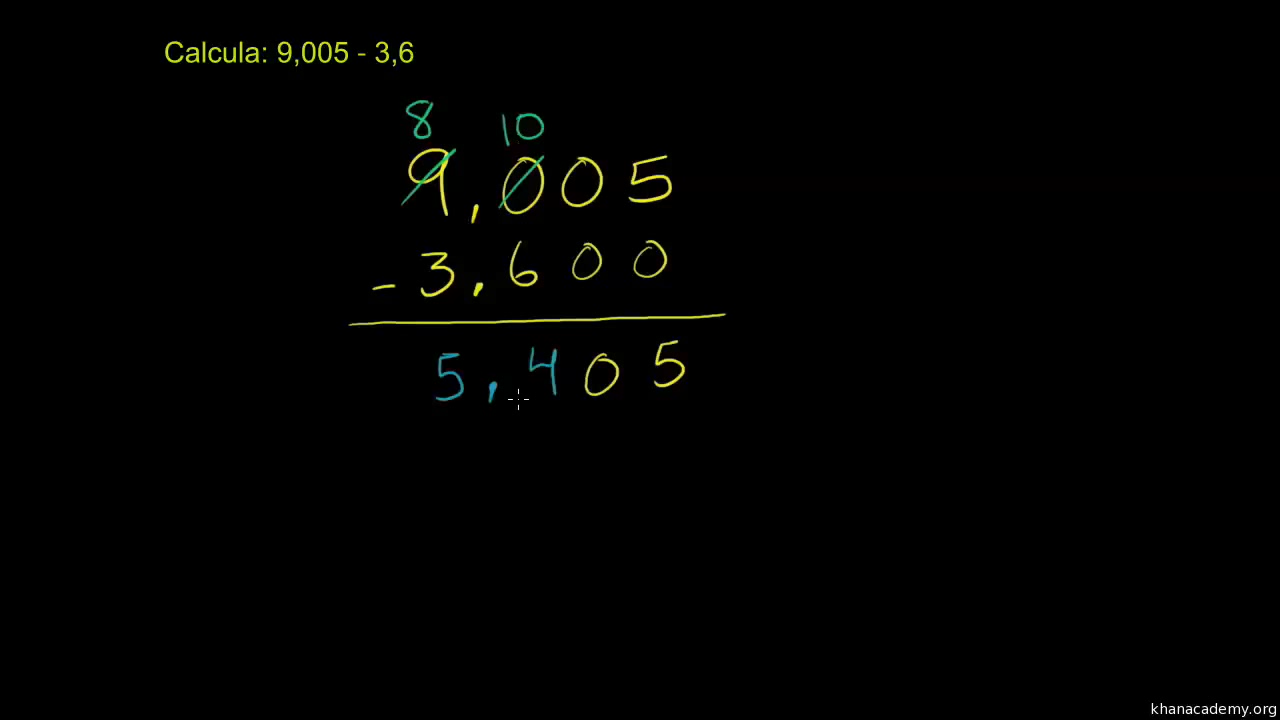 Calcula: 9,005 - 3,6
8 10
9,005
- 3,600
5,405
khanacademy.org